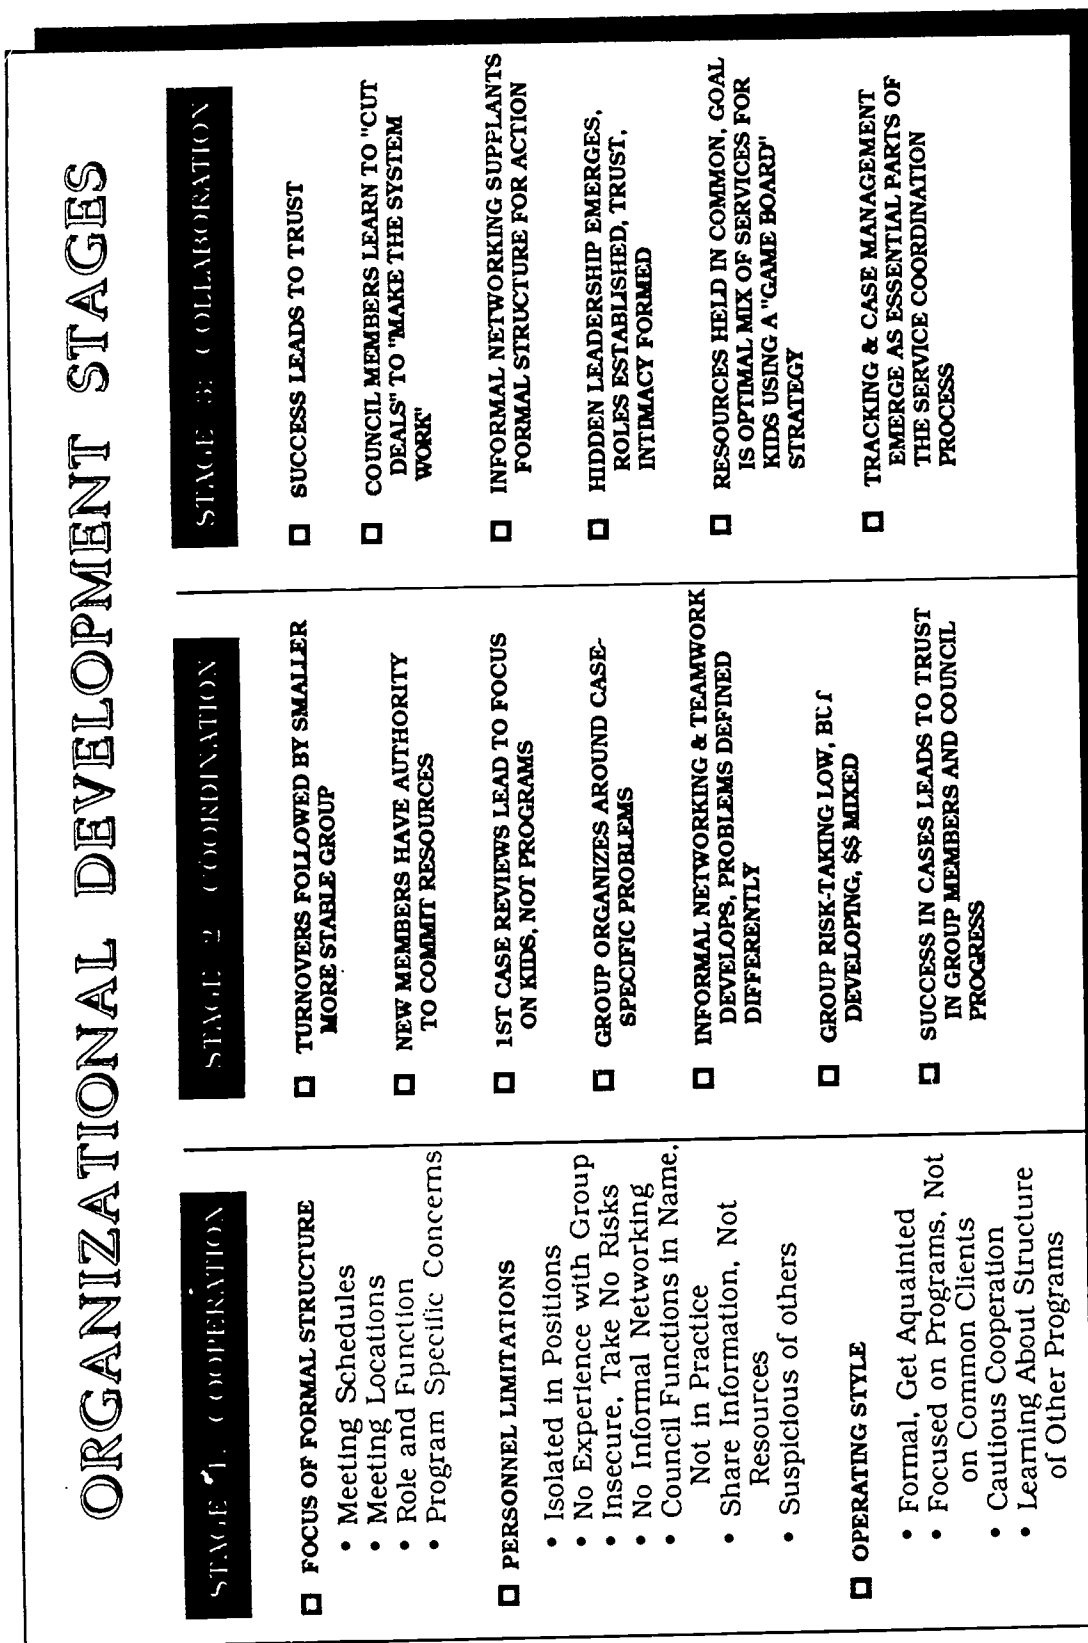 ORGANIZATIONAL DEVELOPMENT STAGES
STAGE 1: COOPERATION
FOCUS OF FORMAL STRUCTURE
• Meeting Schedules
• Meeting Locations
• Role and Function
• Program Specific Concerns
PERSONNEL LIMITATIONS
• Isolated in Positions
• No Experience with Group
• Insecure, Take No Risks
• No Informal Networking
• Council Functions in Name,
Not in Practice
• Share Information, Not
Resources
• Suspicious of others
OPERATING STYLE
• Formal, Get Aquainted
• Focused on Programs, Not
on Common Clients
• Cautious Cooperation
• Learning About Structure
of Other Programs
STAGE 2 COORDINATION
TURNOVERS FOLLOWED BY SMALLER
MORE STABLE GROUP
NEW MEMBERS HAVE AUTHORITY
TO COMMIT RESOURCES
1ST CASE REVIEWS LEAD TO FOCUS
ON KIDS, NOT PROGRAMS
GROUP ORGANIZES AROUND CASE-
SPECIFIC PROBLEMS
INFORMAL NETWORKING & TEAMWORK
DEVELOPS, PROBLEMS DEFINED
DIFFERENTLY
GROUP RISK-TAKING LOW, BUT
DEVELOPING, $$ MIXED
SUCCESS IN CASES LEADS TO TRUST
IN GROUP MEMBERS AND COUNCIL
PROGRESS
STAGE 3: COLLABORATION
SUCCESS LEADS TO TRUST
COUNCIL MEMBERS LEARN TO "CUT
DEALS" TO "MAKE THE SYSTEM
WORK"
INFORMAL NETWORKING SUPPLANTS
FORMAL STRUCTURE FOR ACTION
HIDDEN LEADERSHIP EMERGES,
ROLES ESTABLISHED, TRUST,
INTIMACY FORMED
RESOURCES HELD IN COMMON, GOAL
IS OPTIMAL MIX OF SERVICES FOR
KIDS USING A "GAME BOARD"
STRATEGY
TRACKING & CASE MANAGEMENT
EMERGE AS ESSENTIAL PARTS OF
THE SERVICE COORDINATION
PROCESS